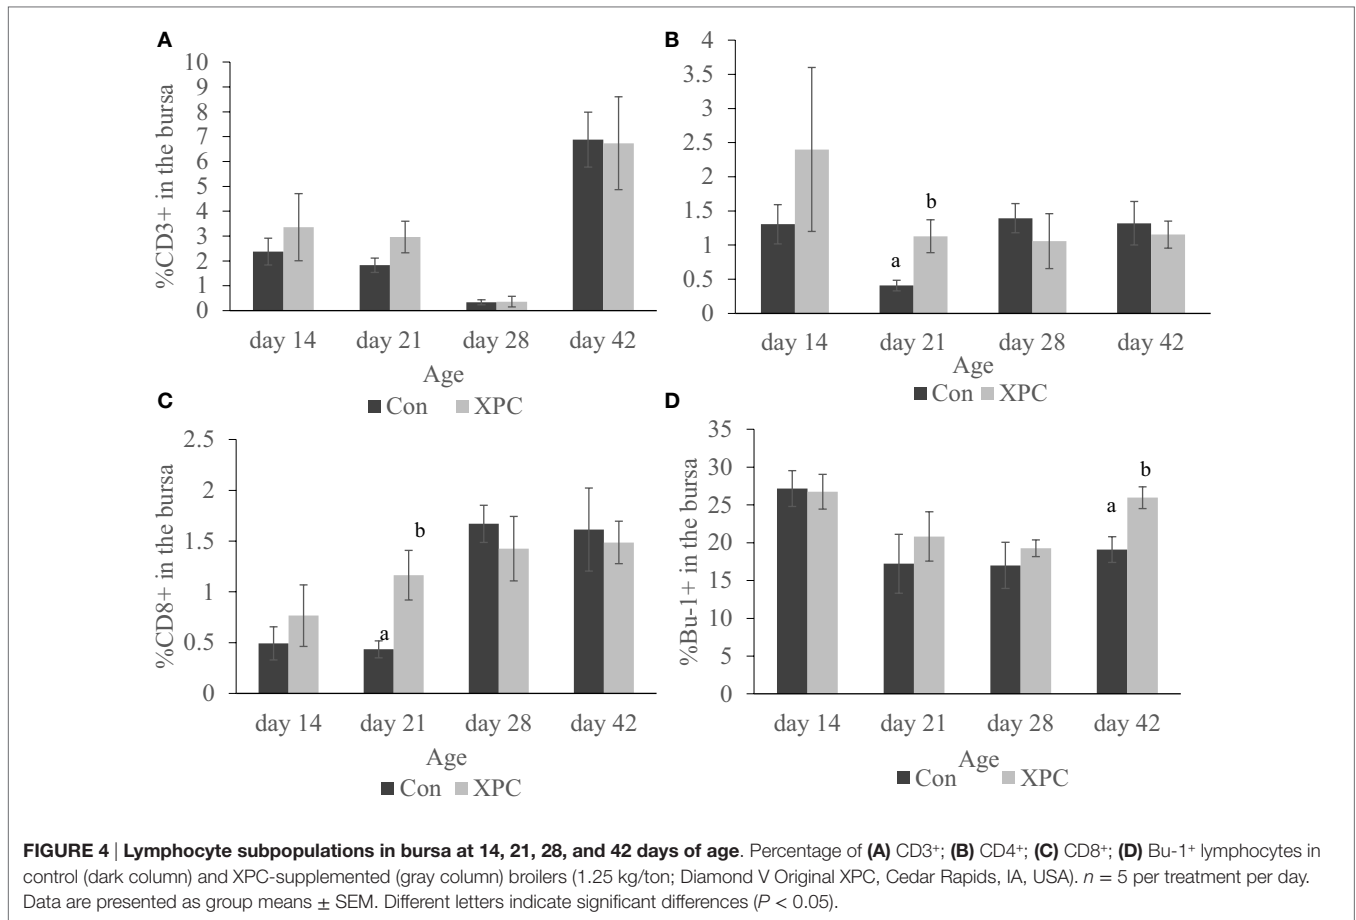 A
%CD3+ in the bursa
10
9
8
7
6
5
4
3
2
1
0
day 14 day 21 day 28 day 42
Age
Con XPC
B
4
3.5
3
2.5
2
1.5
1
0.5
0
a
b
day 14 day 21 day 28 day 42
Age
Con XPC
C
%CD8+ in the bursa
2.5
2
1.5
1
0.5
0
a
b
day 14 day 21 day 28 day 42
Age
Con XPC
D
%Bu-1+ in the bursa
35
30
25
20
15
10
5
0
a
b
day 14 day 21 day 28 day 42
Age
Con XPC
FIGURE 4 | Lymphocyte subpopulations in bursa at 14, 21, 28, and 42 days of age. Percentage of (A) CD3⁺; (B) CD4⁺; (C) CD8⁺; (D) Bu-1⁺ lymphocytes in
control (dark column) and XPC-supplemented (gray column) broilers (1.25 kg/ton; Diamond V Original XPC, Cedar Rapids, IA, USA). n = 5 per treatment per day.
Data are presented as group means ± SEM. Different letters indicate significant differences (P < 0.05).